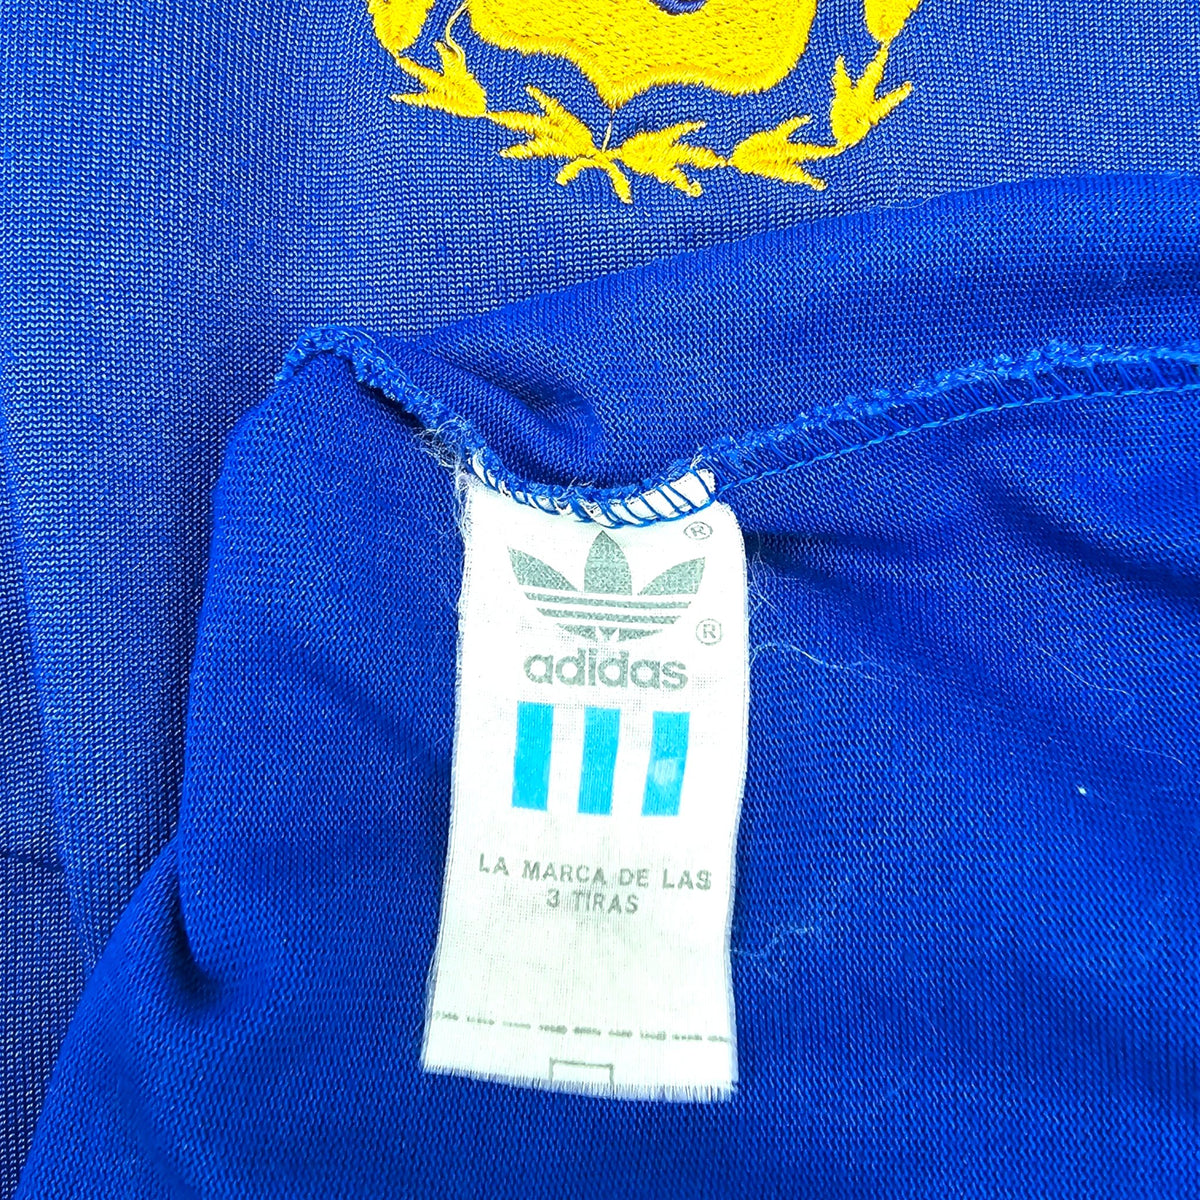 ®
®
adidas
LA MARCA DE LAS
3 TIRAS